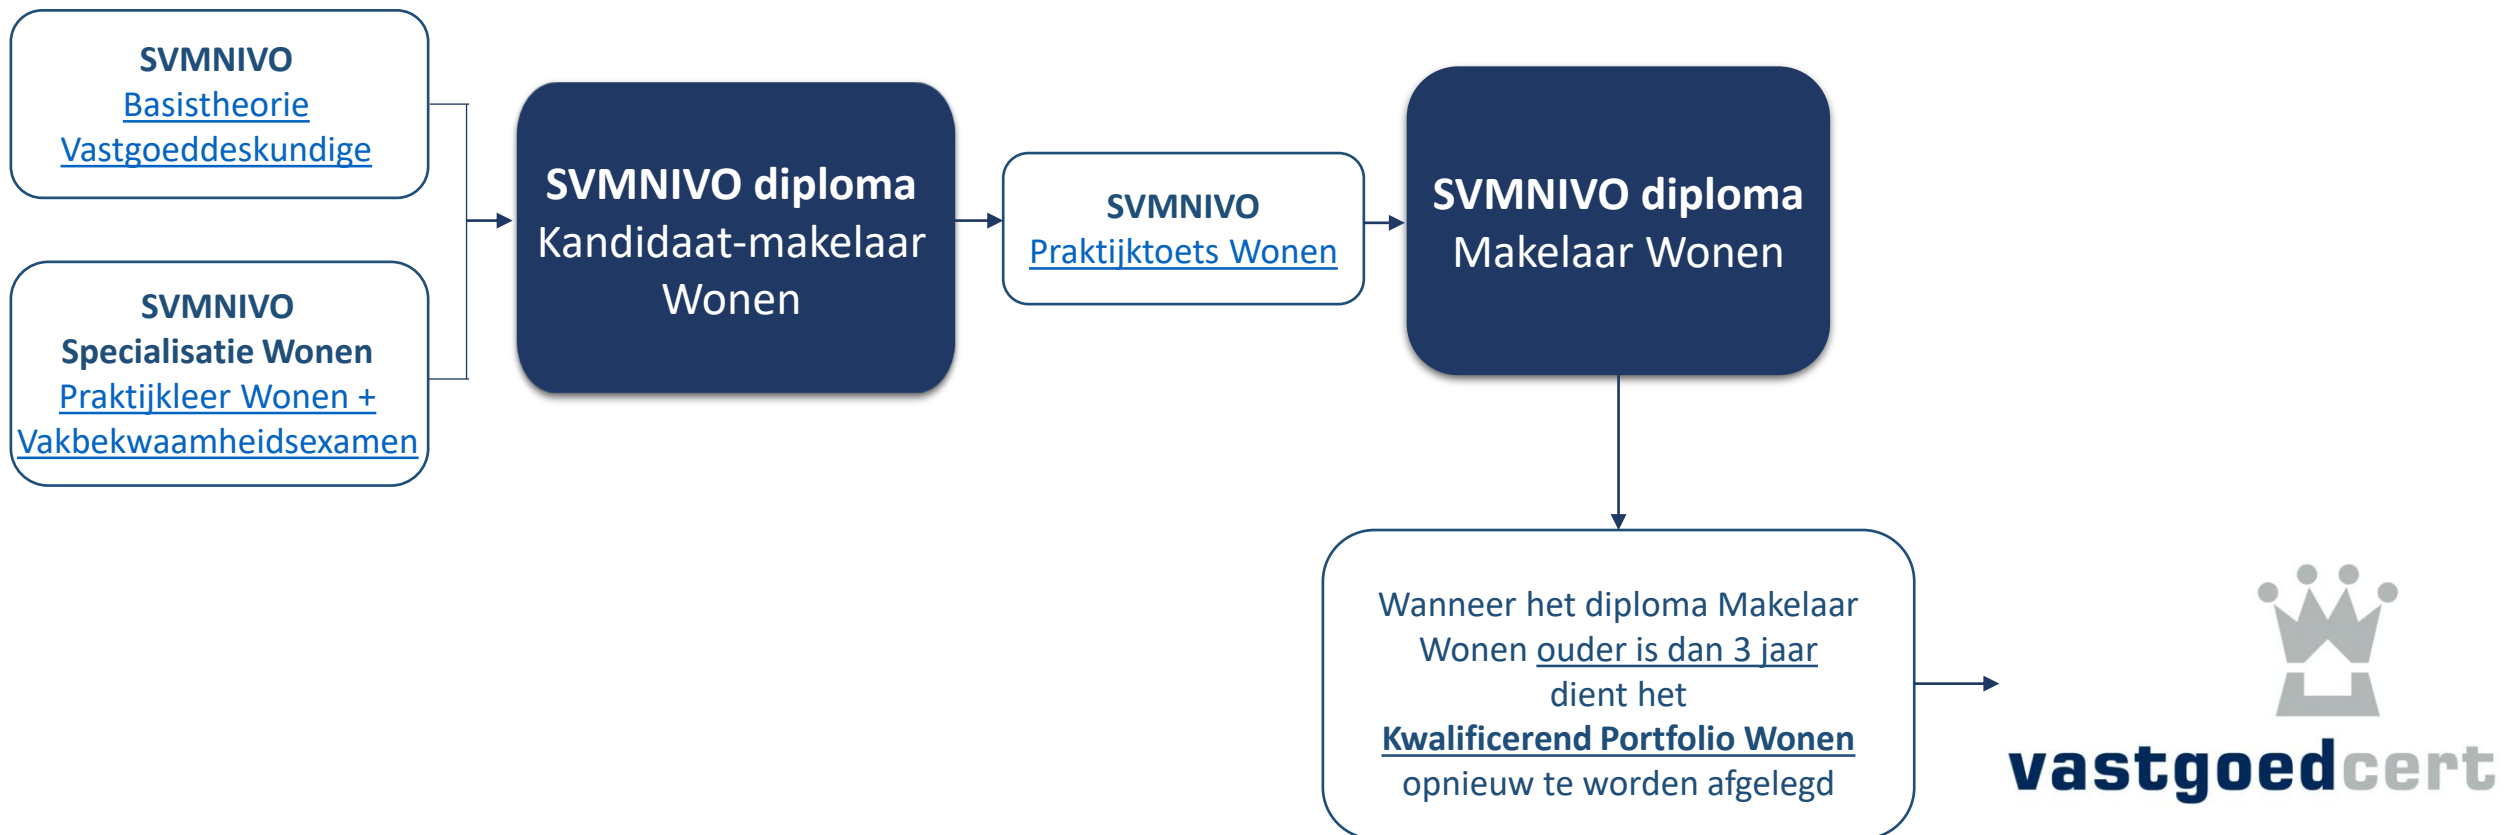 SVMNIVO
Basistheorie
Vastgoeddeskundige
SVMNIVO
Specialisatie Wonen
Praktijkleer Wonen +
Vakbekwaamheidsexamen
SVMNIVO diploma
Kandidaat-makelaar
Wonen
SVMNIVO
Praktijktoets Wonen
SVMNIVO diploma
Makelaar Wonen
Wanneer het diploma Makelaar
Wonen ouder is dan 3 jaar
dient het
Kwalificerend Portfolio Wonen
opnieuw te worden afgelegd
vastgoedcert